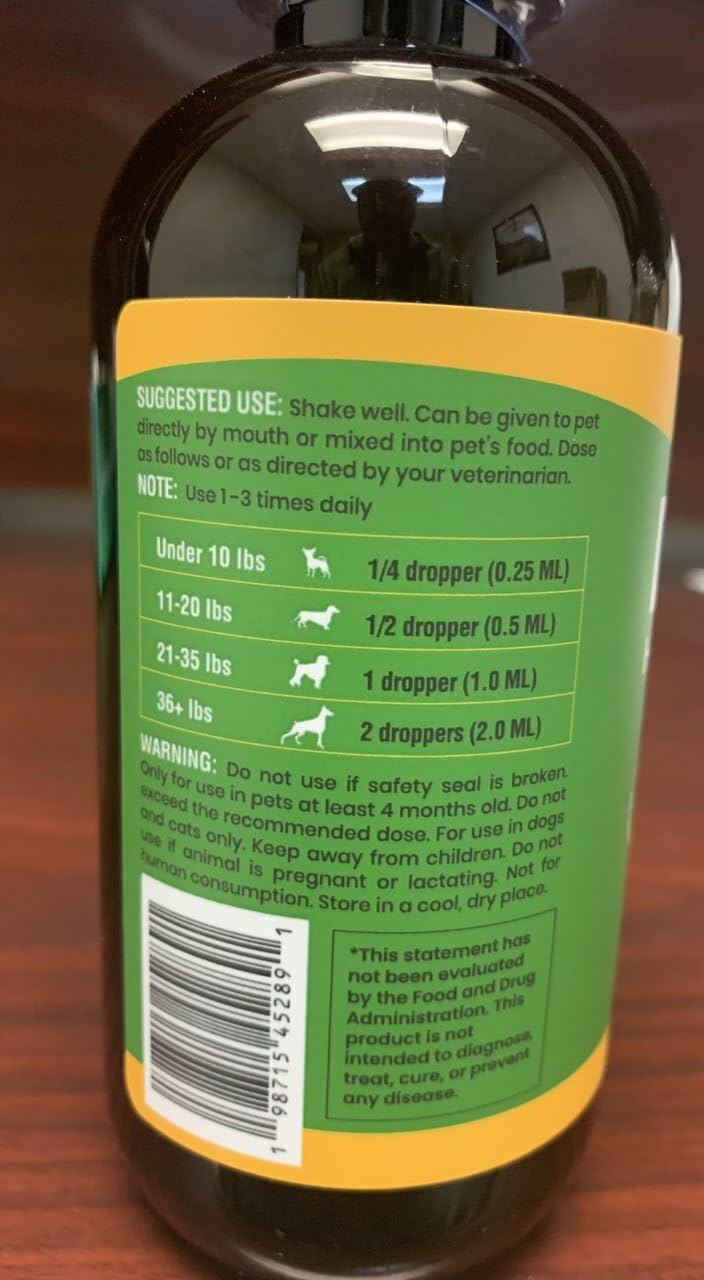 SUGGESTED USE: Shake well. Can be given to pet
directly by mouth or mixed into pet's food. Dose
as follows or as directed by your veterinarian.
NOTE: Use 1-3 times daily
Under 10 lbs 1/4 dropper (0.25 ML)
11-20 lbs 1/2 dropper (0.5 ML)
21-35 lbs 1 dropper (1.0 ML)
36+ lbs 2 droppers (2.0 ML)
WARNING: Do not use if safety seal is broken.
Only for use in pets at least 4 months old. Do not
exceed the recommended dose. For use in dogs
and cats only. Keep away from children. Do not
use if animal is pregnant or lactating. Not for
human consumption. Store in a cool, dry place.
1 98715 45289 1
*This statement has
not been evaluated
by the Food and Drug
Administration. This
product is not
intended to diagnose,
treat, cure, or prevent
any disease.